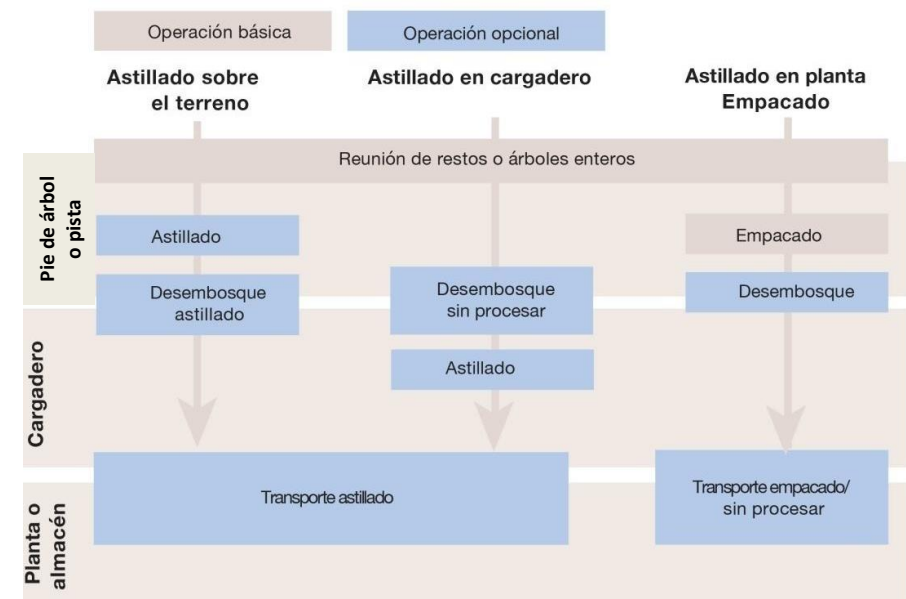 Operación básica
Operación opcional
Astillado sobre
el terreno
Astillado en cargadero
Astillado en planta
Empacado
Reunión de restos o árboles enteros
Pie de árbol
o pista
Astillado
Empacado
Desembosque
astillado
Desembosque
sin procesar
Desembosque
Cargadero
Astillado
Planta o
almacén
Transporte astillado
Transporte empacado/
sin procesar